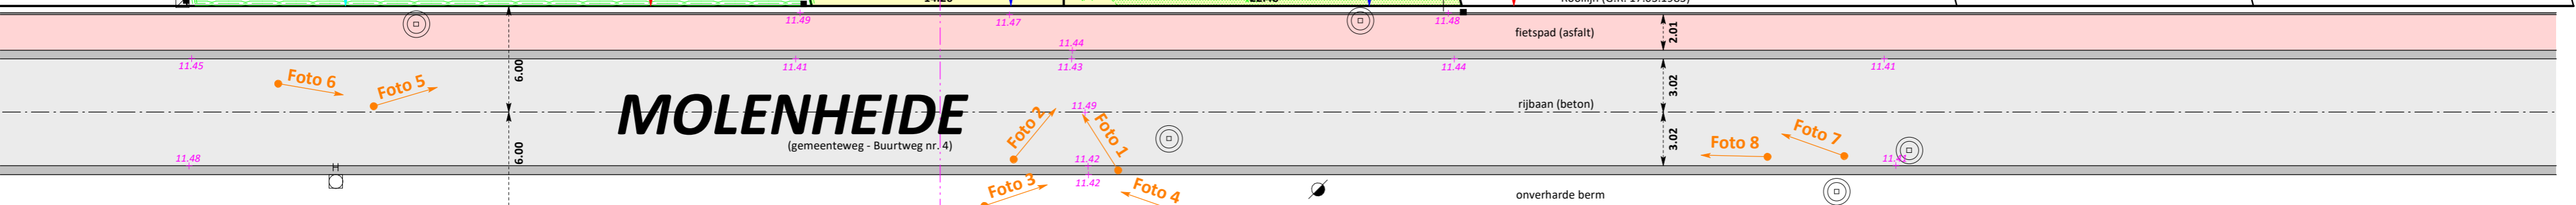 11.49
11.47
11.48
fietspad (asfalt)
2.01
11.44
11.45
11.41
11.43
11.44
11.41
6.00
Foto 6
Foto 5
3.02
MOLENHEIDE
(gemeenteweg - Buurtweg nr. 4)
11.49
rijbaan (beton)
Foto 2
Foto 1
3.02
Foto 8
Foto 7
6.00
11.48
H
11.42
11.42
Foto 3
Foto 4
onverharde berm